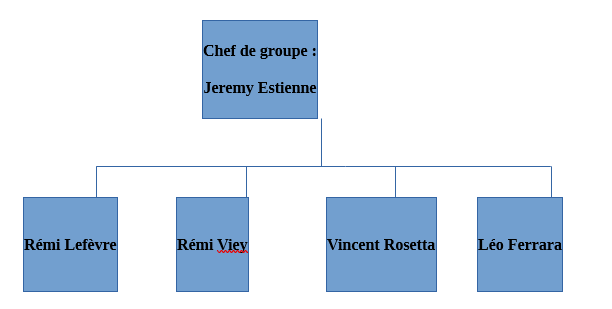 Chef de groupe :
Jeremy Estienne
Rémi Lefèvre
Rémi Viey
Vincent Rosetta
Léo Ferrara